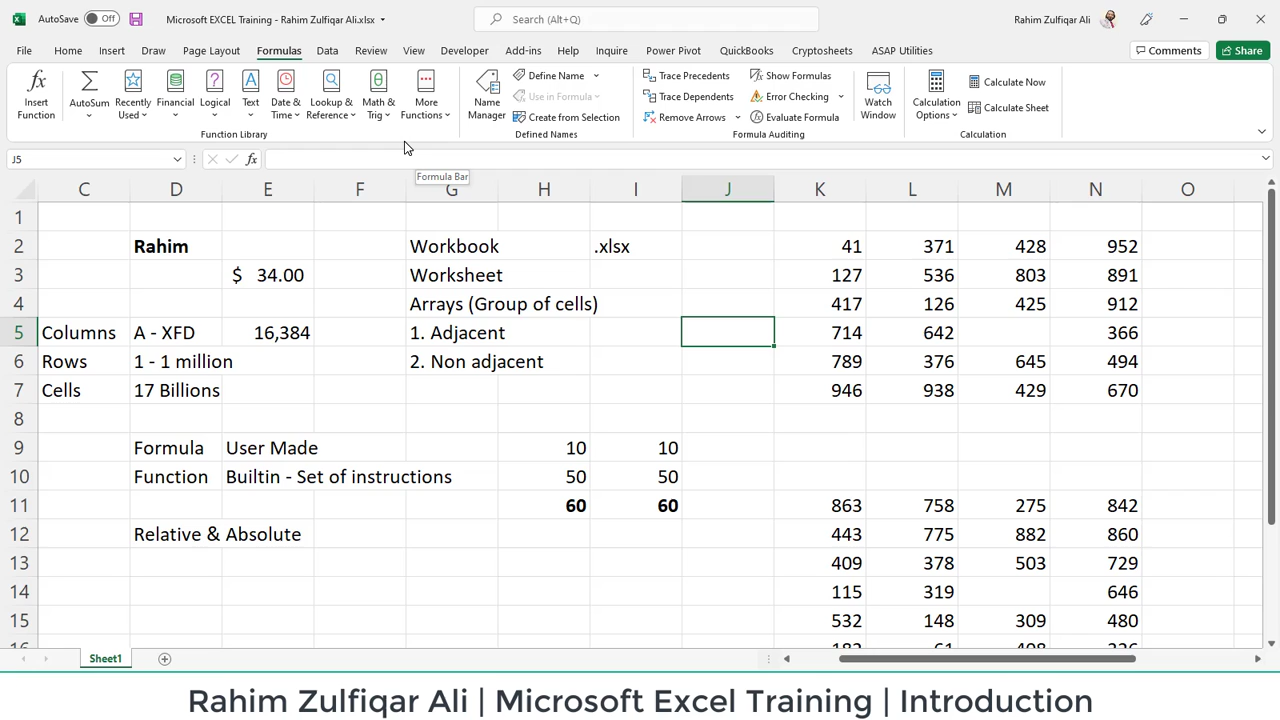 AutoSave Off Microsoft EXCEL Training - Rahim Zulfiqar Ali.xlsx Search (Alt+Q) Rahim Zulfiqar Ali
File Home Insert Draw Page Layout Formulas Data Review View Developer Add-ins Help Inquire Power Pivot QuickBooks Cryptosheets ASAP Utilities Comments Share
Insert Function
AutoSum
Recently Used
Financial
Logical
Text
Date & Time
Lookup & Reference
Math & Trig
More Functions
Function Library
Name Manager
Define Name
Use in Formula
Create from Selection
Defined Names
Trace Precedents
Trace Dependents
Remove Arrows
Show Formulas
Error Checking
Evaluate Formula
Formula Auditing
Watch Window
Calculation Options
Calculate Now
Calculate Sheet
Calculation
J5 fx
Formula Bar
C D E F G H I J K L M N O
1
2 Rahim Workbook .xlsx 41 371 428 952
3 $ 34.00 Worksheet 127 536 803 891
4 Arrays (Group of cells) 417 126 425 912
5 Columns A - XFD 16,384 1. Adjacent 714 642 366
6 Rows 1 - 1 million 2. Non adjacent 789 376 645 494
7 Cells 17 Billions 946 938 429 670
8
9 Formula User Made 10 10
10 Function Builtin - Set of instructions 50 50
11 60 60 863 758 275 842
12 Relative & Absolute 443 775 882 860
13 409 378 503 729
14 115 319 646
15 532 148 309 480
Sheet1
Rahim Zulfiqar Ali | Microsoft Excel Training | Introduction